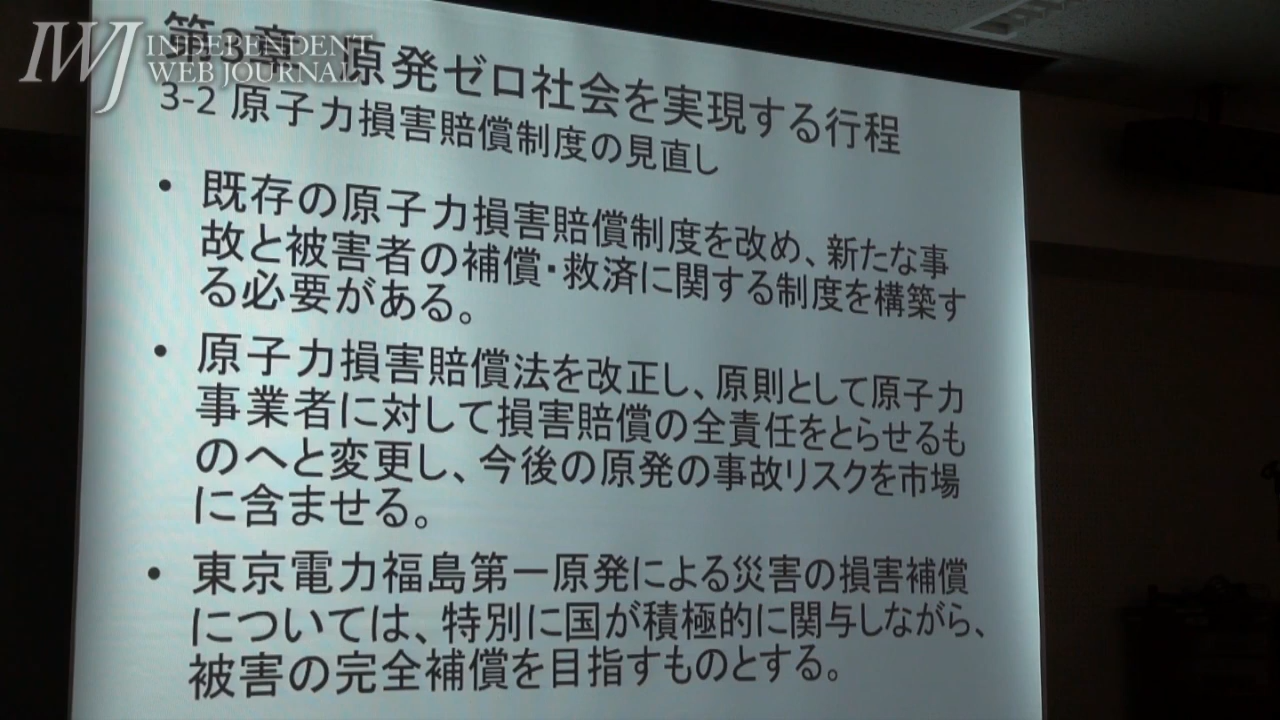 IWJ INDEPENDENT
WEB JOURNAL
第3章 原発ゼロ社会を実現する行程
3-2 原子力損害賠償制度の見直し
• 既存の原子力損害賠償制度を改め、新たな事
故と被害者の補償・救済に関する制度を構築す
る必要がある。
• 原子力損害賠償法を改正し、原則として原子力
事業者に対して損害賠償の全責任をとらせるも
のへと変更し、今後の原発の事故リスクを市場
に含ませる。
• 東京電力福島第一原発による災害の損害補償
については、特別に国が積極的に関与しながら、
被害の完全補償を目指すものとする。